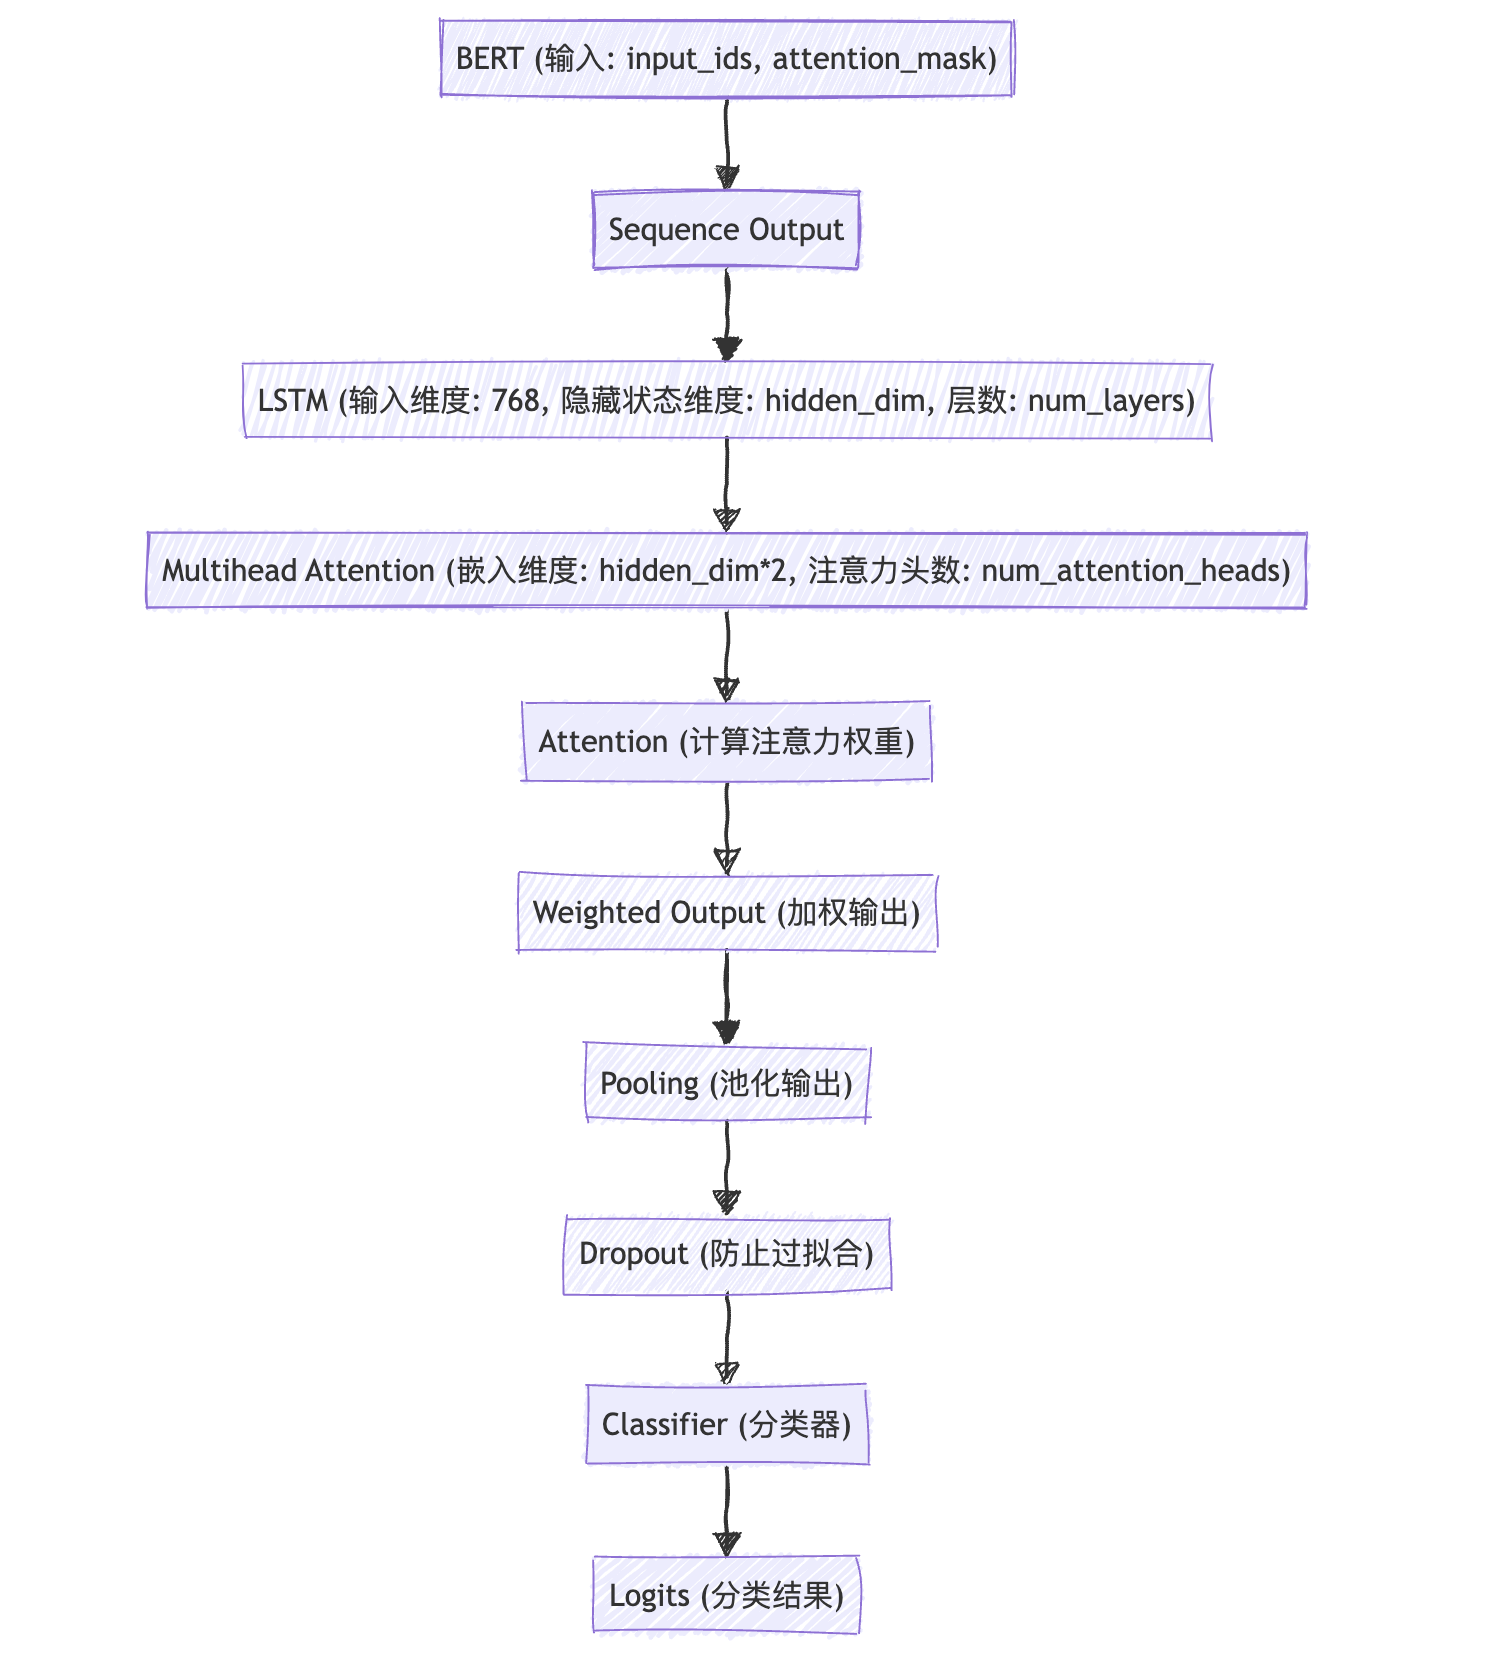 BERT (输入: input_ids, attention_mask)
Sequence Output
LSTM (输入维度: 768, 隐藏状态维度: hidden_dim, 层数: num_layers)
Multihead Attention (嵌入维度: hidden_dim*2, 注意力头数: num_attention_heads)
Attention (计算注意力权重)
Weighted Output (加权输出)
Pooling (池化输出)
Dropout (防止过拟合)
Classifier (分类器)
Logits (分类结果)